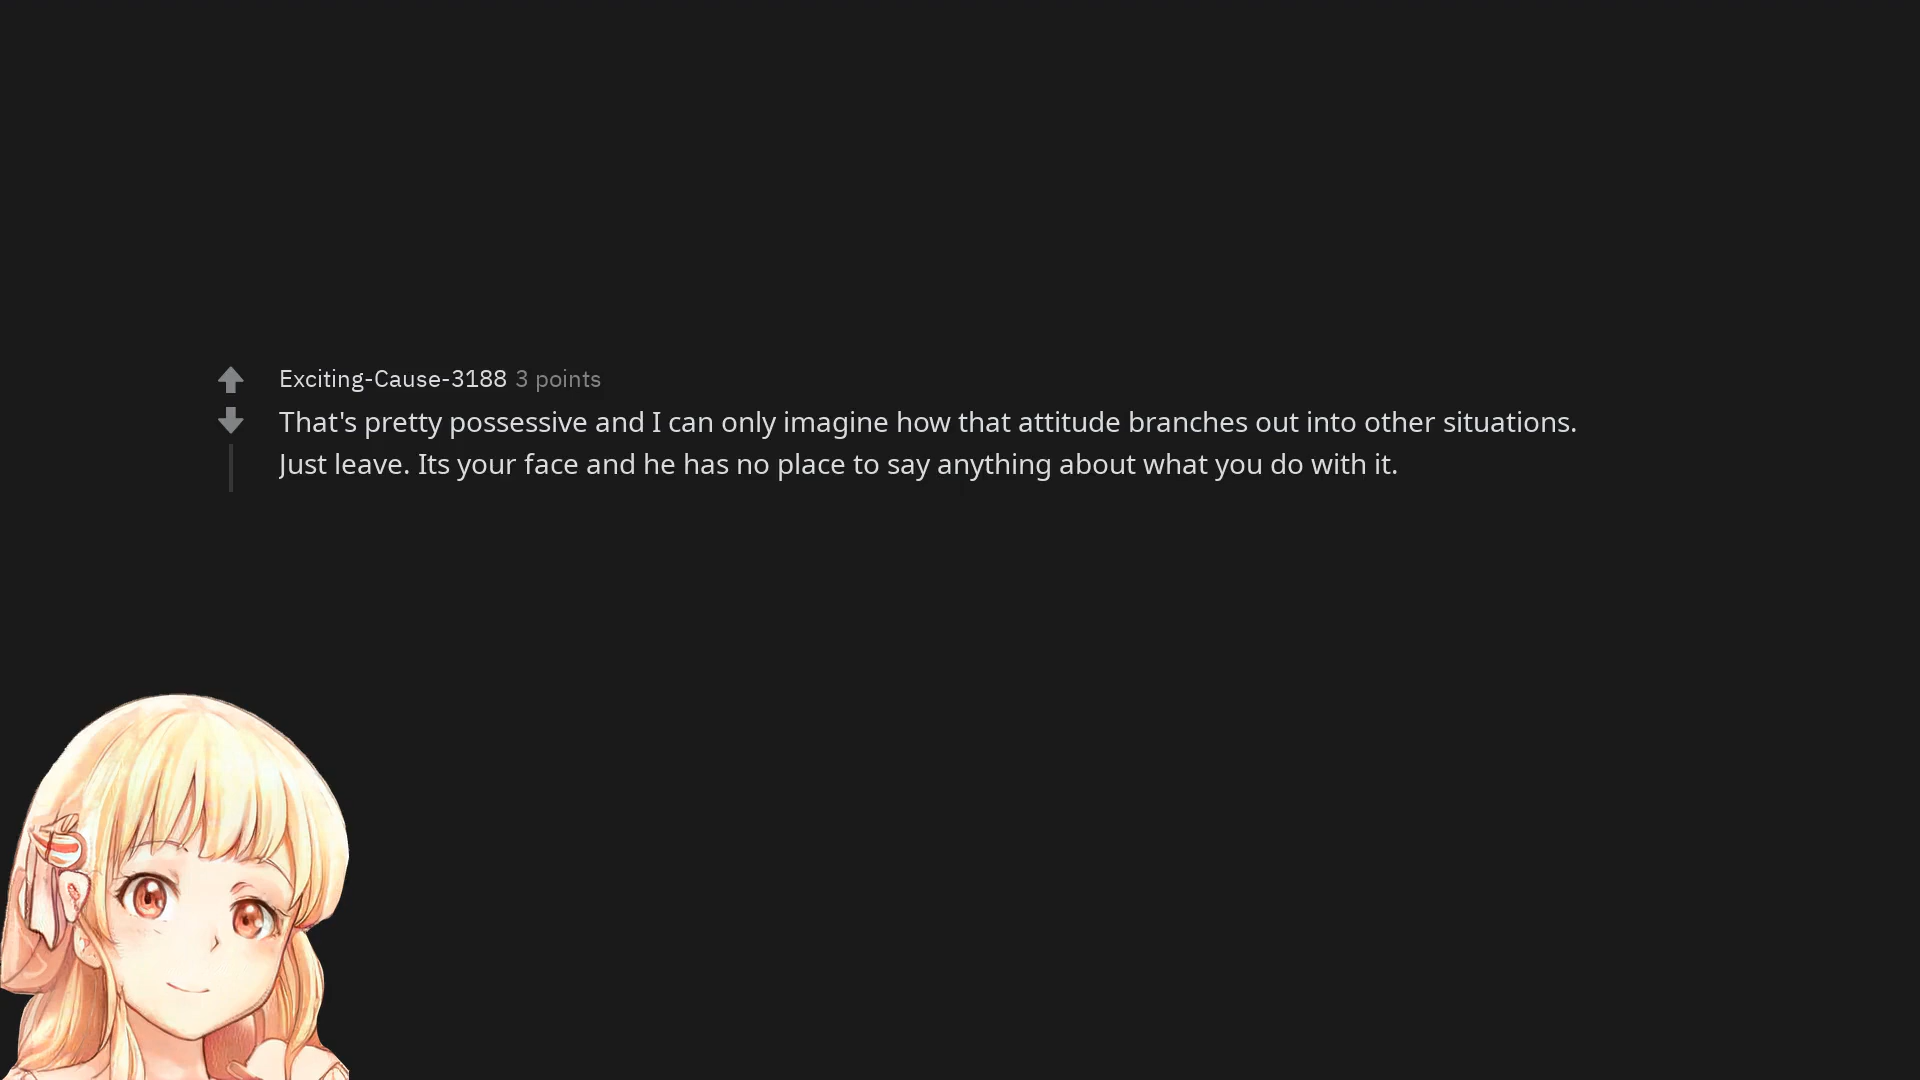 Exciting-Cause-3188 3 points
That's pretty possessive and I can only imagine how that attitude branches out into other situations.
Just leave. Its your face and he has no place to say anything about what you do with it.